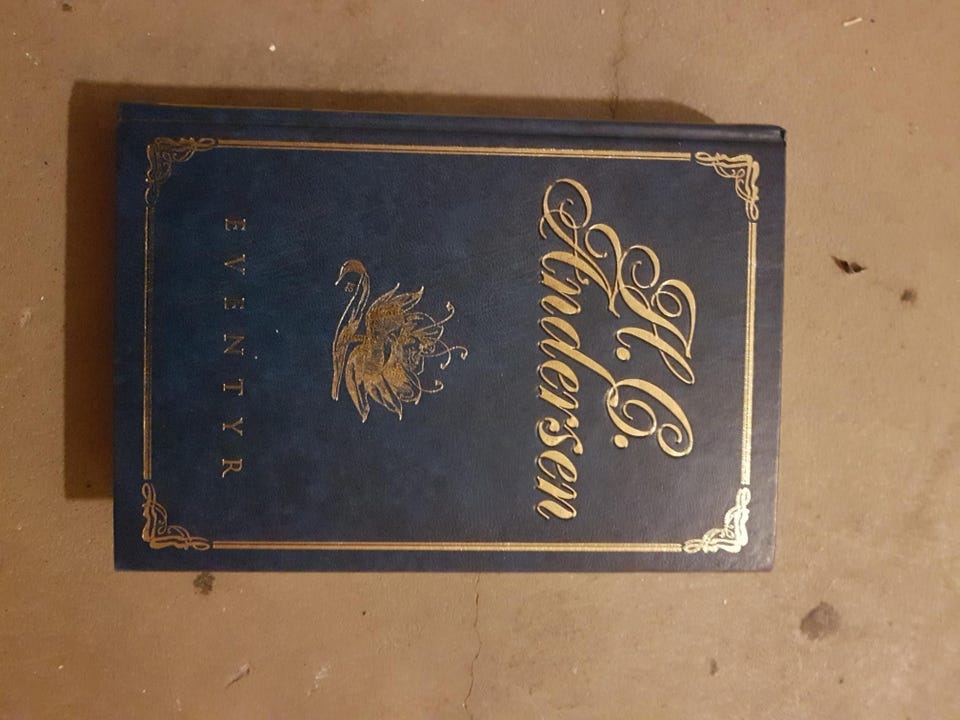 H. C.
Andersen
EVENTYR